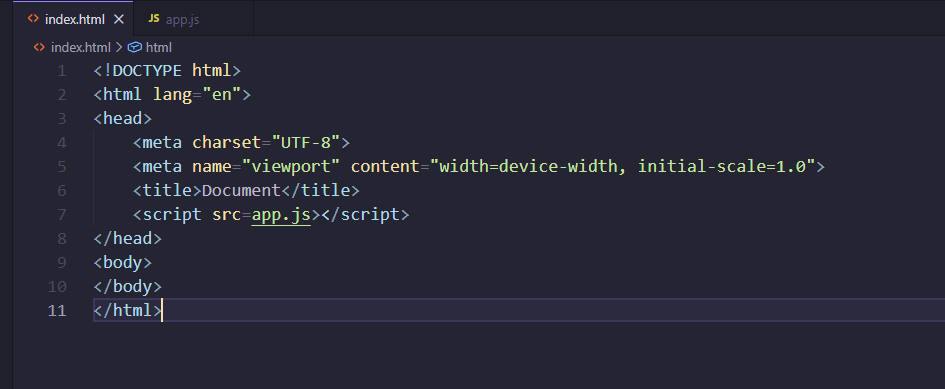 index.html
JS app.js
index.html > html
1 <!DOCTYPE html>
2 <html lang="en">
3 <head>
4     <meta charset="UTF-8">
5     <meta name="viewport" content="width=device-width, initial-scale=1.0">
6     <title>Document</title>
7     <script src=app.js></script>
8 </head>
9 <body>
10 </body>
11 </html>